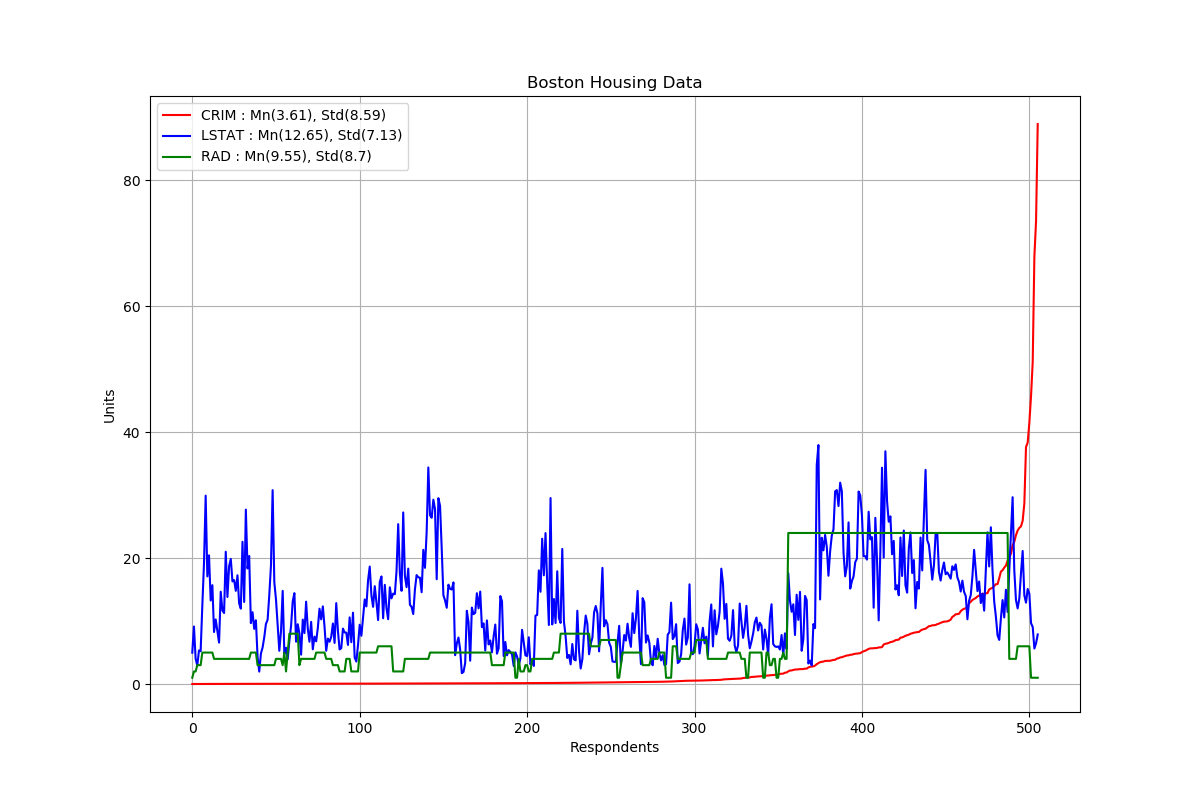 Boston Housing Data
CRIM : Mn(3.61), Std(8.59)
LSTAT : Mn(12.65), Std(7.13)
RAD : Mn(9.55), Std(8.7)
80
60
40
20
0
Units
0 100 200 300 400 500
Respondents